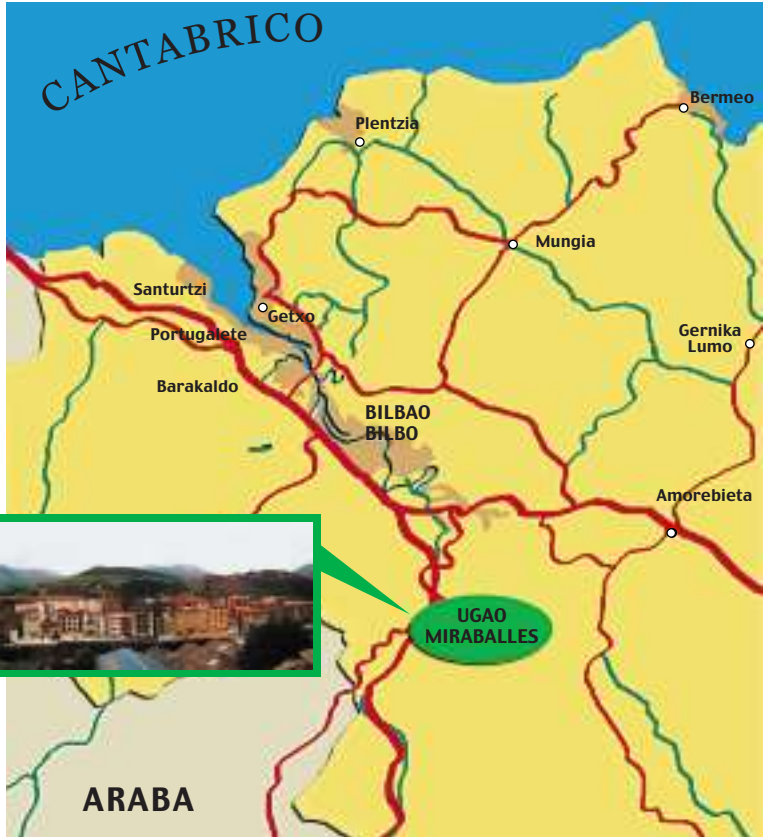 CANTABRICO
Bermeo
Plentzia
Mungia
Santurtzi
Getxo
Portugalete
Gernika
Lumo
Barakaldo
BILBAO
BILBO
Amorebieta
UGAO
MIRABALLES
ARABA